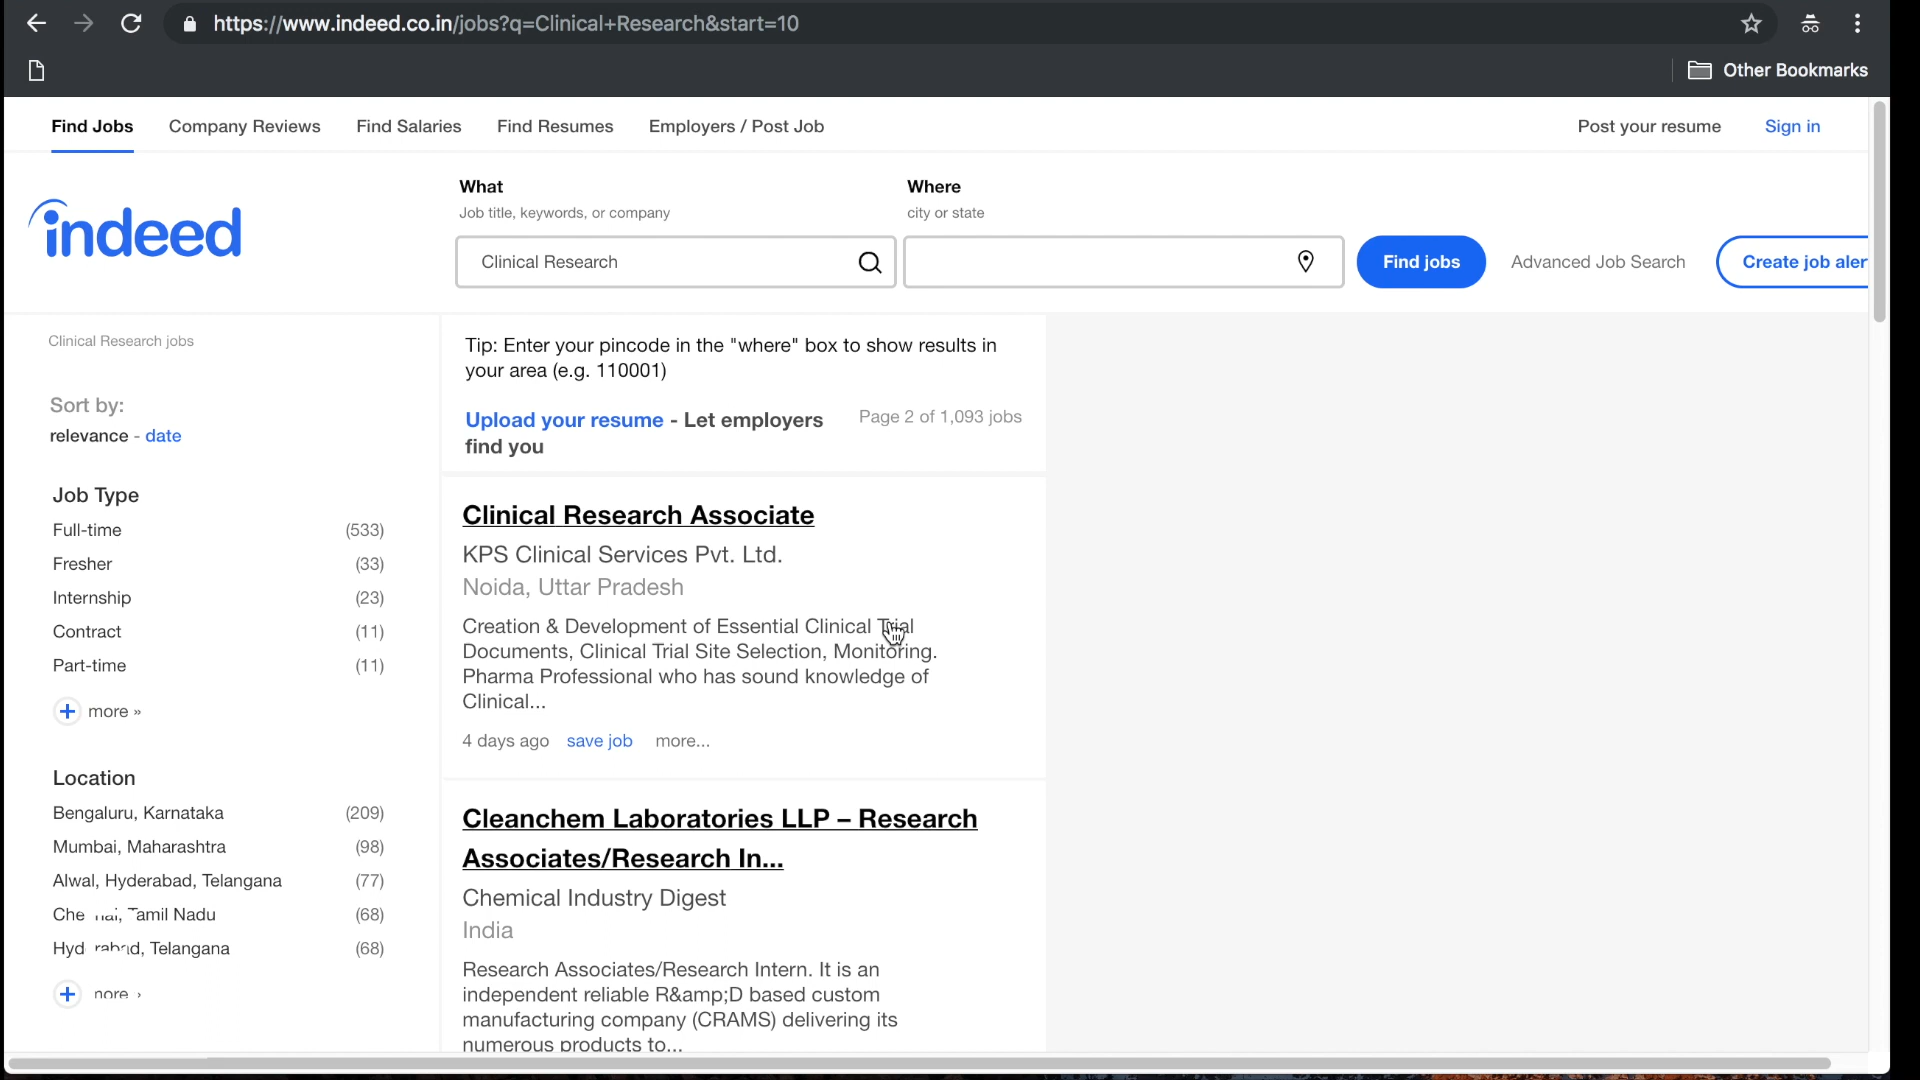 https://www.indeed.co.in/jobs?q=Clinical+Research&start=10
Other Bookmarks
Find Jobs Company Reviews Find Salaries Find Resumes Employers / Post Job Post your resume Sign in
What Where
Job title, keywords, or company city or state
indeed
Clinical Research Find jobs Advanced Job Search Create job aler
Clinical Research jobs
Sort by:
relevance - date
Job Type
Full-time (533)
Fresher (33)
Internship (23)
Contract (11)
Part-time (11)
more »
Location
Bengaluru, Karnataka (209)
Mumbai, Maharashtra (98)
Alwal, Hyderabad, Telangana (77)
Tamil Nadu (68)
Telangana (68)
Tip: Enter your pincode in the "where" box to show results in
your area (e.g. 110001)
Upload your resume - Let employers Page 2 of 1,093 jobs
find you
Clinical Research Associate
KPS Clinical Services Pvt. Ltd.
Noida, Uttar Pradesh
Creation & Development of Essential Clinical Trial
Documents, Clinical Trial Site Selection, Monitoring.
Pharma Professional who has sound knowledge of
Clinical...
4 days ago save job more...
Cleanchem Laboratories LLP – Research
Associates/Research In...
Chemical Industry Digest
India
Research Associates/Research Intern. It is an
independent reliable R&amp;D based custom
manufacturing company (CRAMS) delivering its
numerous products to...